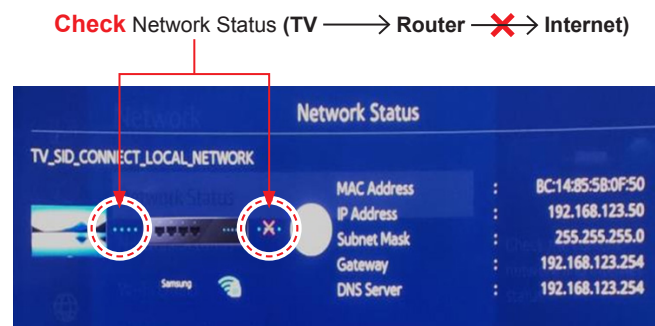 Check Network Status (TV ⟶ Router ⟶ Internet)
Network Status
TV_SID_CONNECT_LOCAL_NETWORK
MAC Address : BC:14:85:5B:0F:50
IP Address : 192.168.123.50
Subnet Mask : 255.255.255.0
Gateway : 192.168.123.254
DNS Server : 192.168.123.254
Samsung